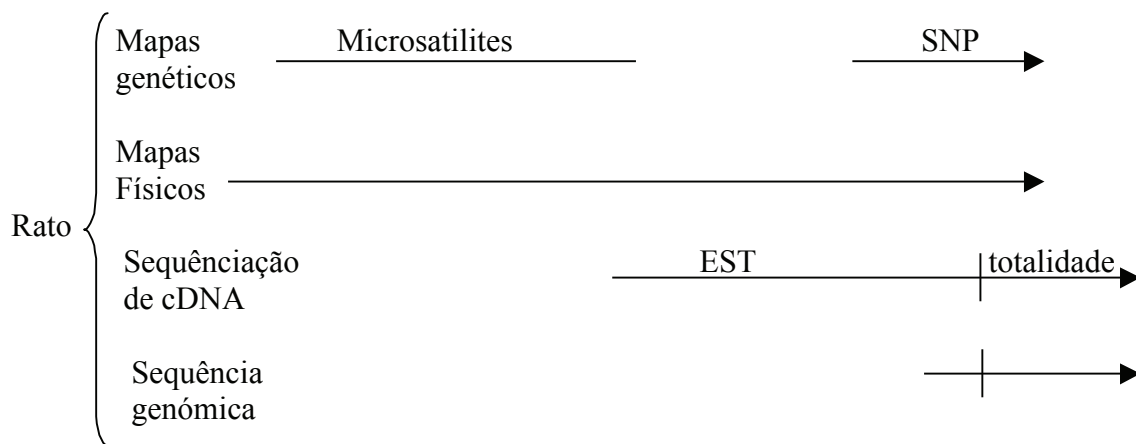 Mapas
genéticos
Microsatilites
SNP
Mapas
Físicos
Rato
Sequênciação
de cDNA
EST
totalidade
Sequência
genómica